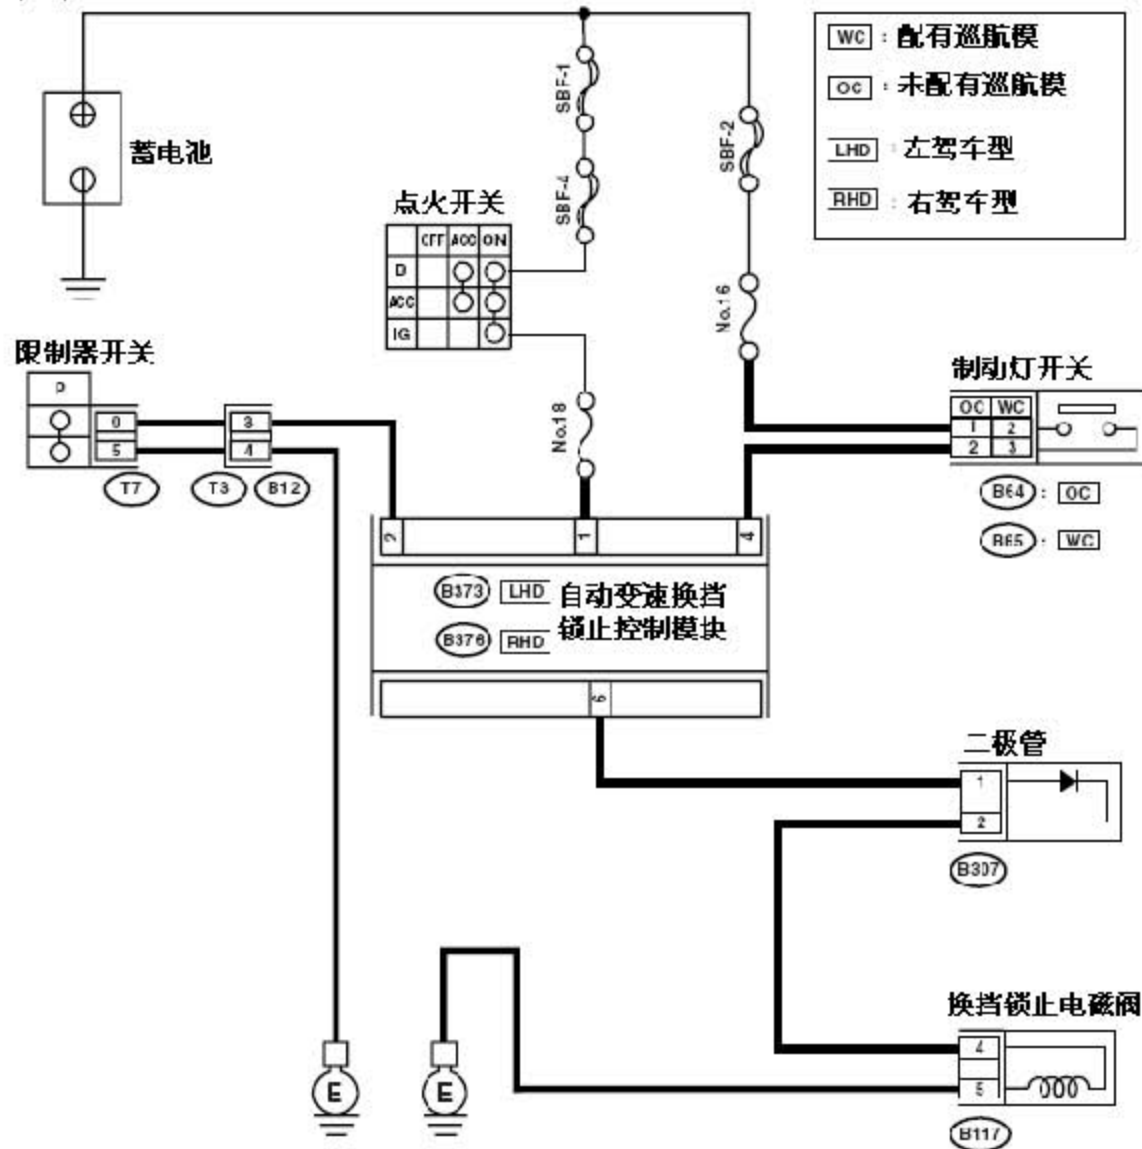 WC : 配有巡航模
OC : 未配有巡航模
LHD : 左驾车型
RHD : 右驾车型
蓄电池
SBF-1
SBF-4
SBF-2
No.16
点火开关
OFF ACC ON
D
ACC
IG
No.18
限制器开关
P
6 3
5 4
T7 T3 B12
制动灯开关
OC WC
1 2
2 3
B64 : OC
B65 : WC
2 1 4
B373 LHD 自动变速换挡
B376 RHD 锁止控制模块
6
二极管
1
2
B307
换挡锁止电磁阀
4
5
B117
E E